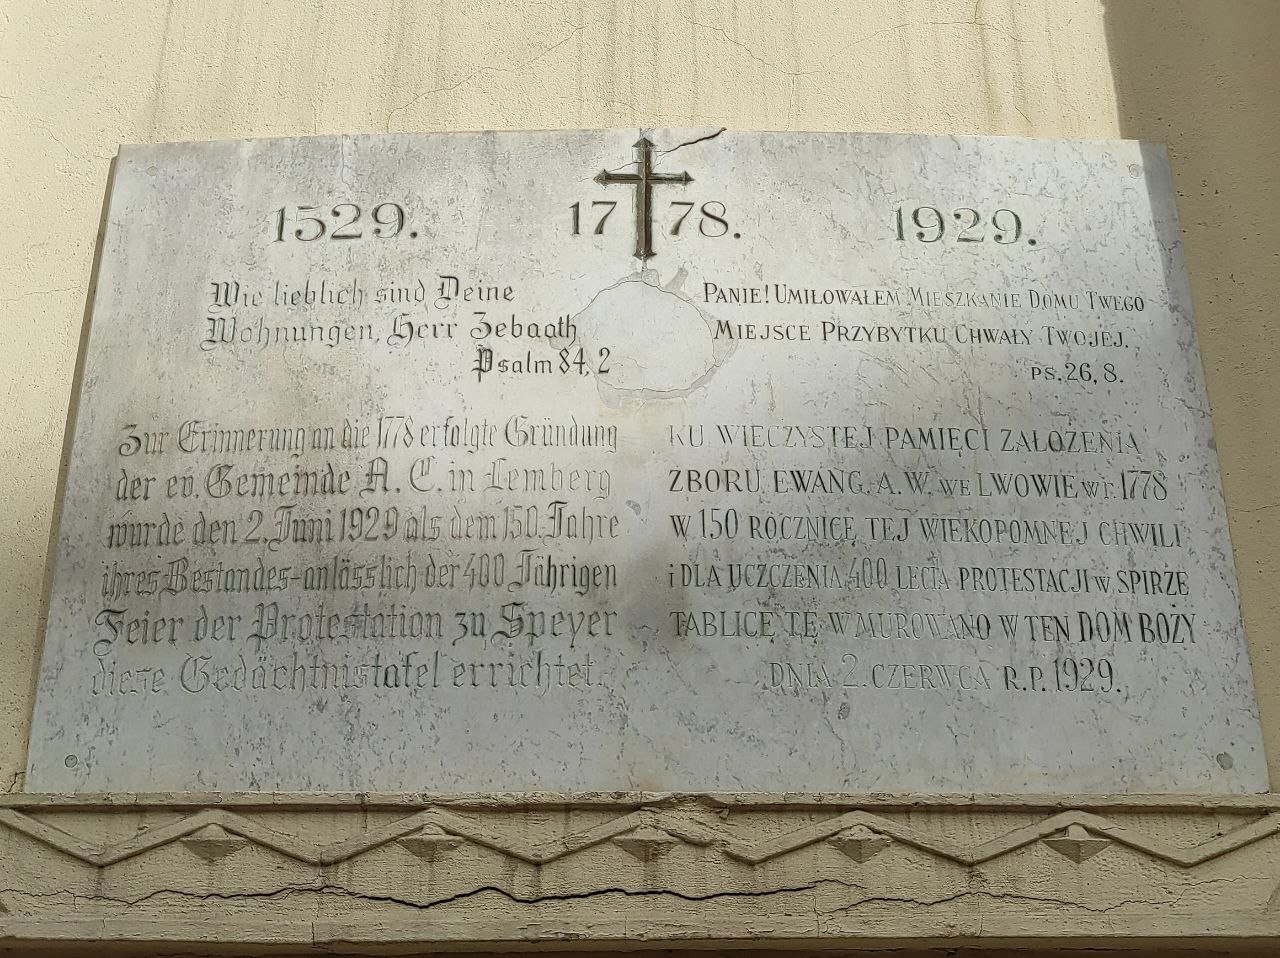 1529. 1778. 1929.
Wie lieblich sind Deine
Wohnungen, Herr Zebaoth
Psalm 84, 2
Zur Erinnerung an die 1778 erfolgte Gründung
der ev. Gemeinde A. C. in Lemberg
wurde den 2. Juni 1929 als dem 150. Jahre
ihres Bestandes-anlässlich der 400 jährigen
Feier der Protestation zu Speyer
diese Gedächtnistafel errichtet.
PANIE! UMIŁOWAŁEM MIESZKANIE DOMU TWEGO
MIEJSCE PRZYBYTKU CHWAŁY TWOJEJ.
PS. 26, 8.
KU WIECZYSTEJ PAMIĘCI ZAŁOŻENIA
ZBORU EWANG. A. W. WE LWOWIE W R. 1778
W 150 ROCZNICĘ TEJ WIEKOPOMNEJ CHWILI
I DLA UCZCZENIA 400 LECIA PROTESTACJI W SPIRZE
TABLICĘ TĘ WMUROWANO W TEN DOM BOŻY
DNIA 2. CZERWCA R.P. 1929.